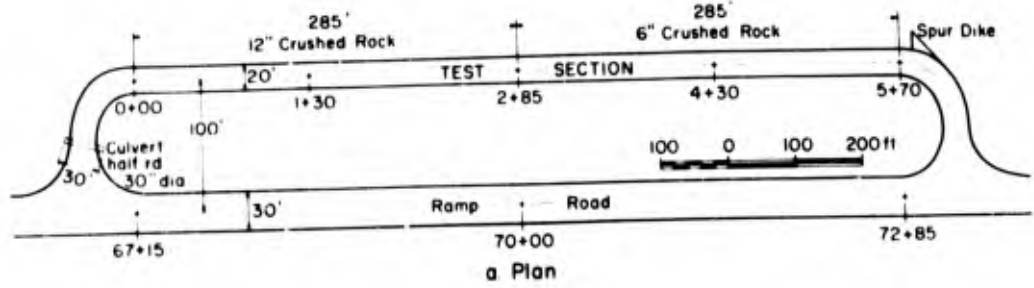 285' 285'
12" Crushed Rock 6" Crushed Rock Spur Dike
20' TEST SECTION
0+00 1+30 2+85 4+30 5+70
100'
Culvert
half rd
30" dia
30'
100 0 100 200 ft
30' Ramp Road
67+15 70+00 72+85
a. Plan